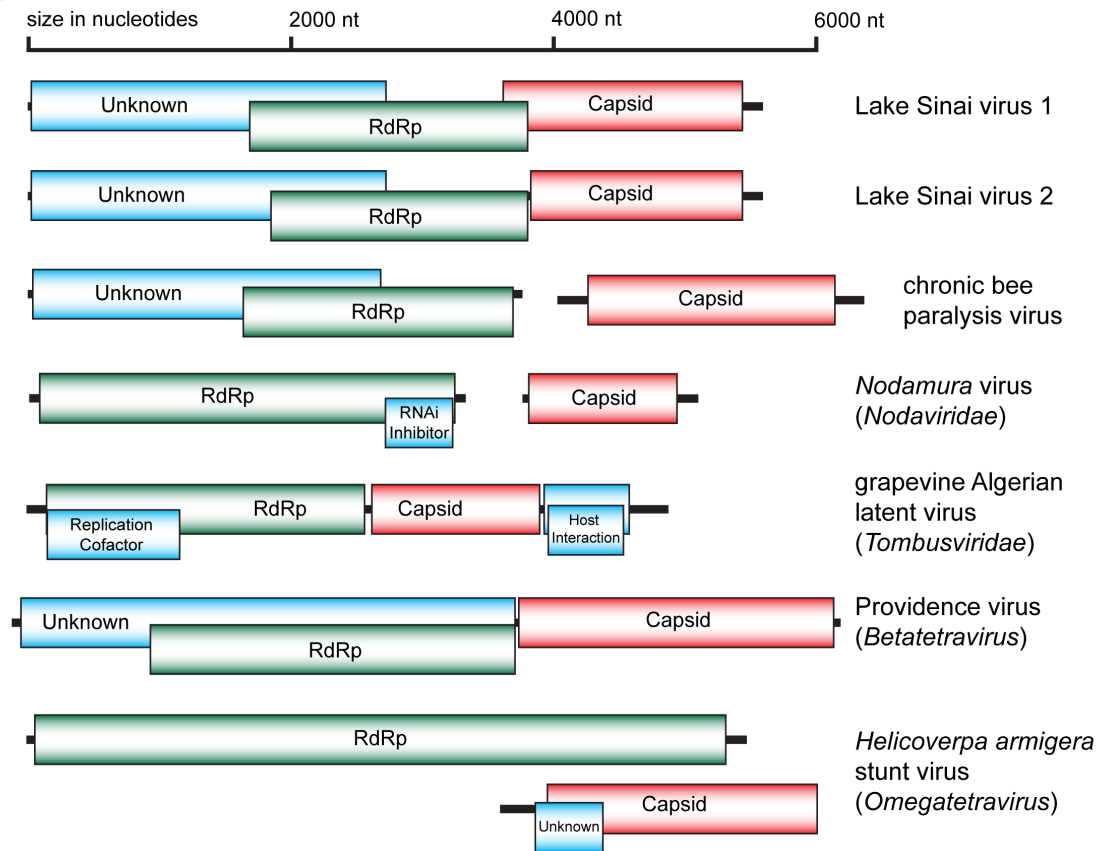 size in nucleotides 2000 nt 4000 nt 6000 nt
Unknown
RdRp
Capsid
Lake Sinai virus 1
Unknown
RdRp
Capsid
Lake Sinai virus 2
Unknown
RdRp
Capsid
chronic bee
paralysis virus
RdRp
RNAi
Inhibitor
Capsid
Nodamura virus
(Nodaviridae)
Replication
Cofactor
RdRp
Capsid
Host
Interaction
grapevine Algerian
latent virus
(Tombusviridae)
Unknown
RdRp
Capsid
Providence virus
(Betatetravirus)
RdRp
Capsid
Unknown
Helicoverpa armigera
stunt virus
(Omegatetravirus)